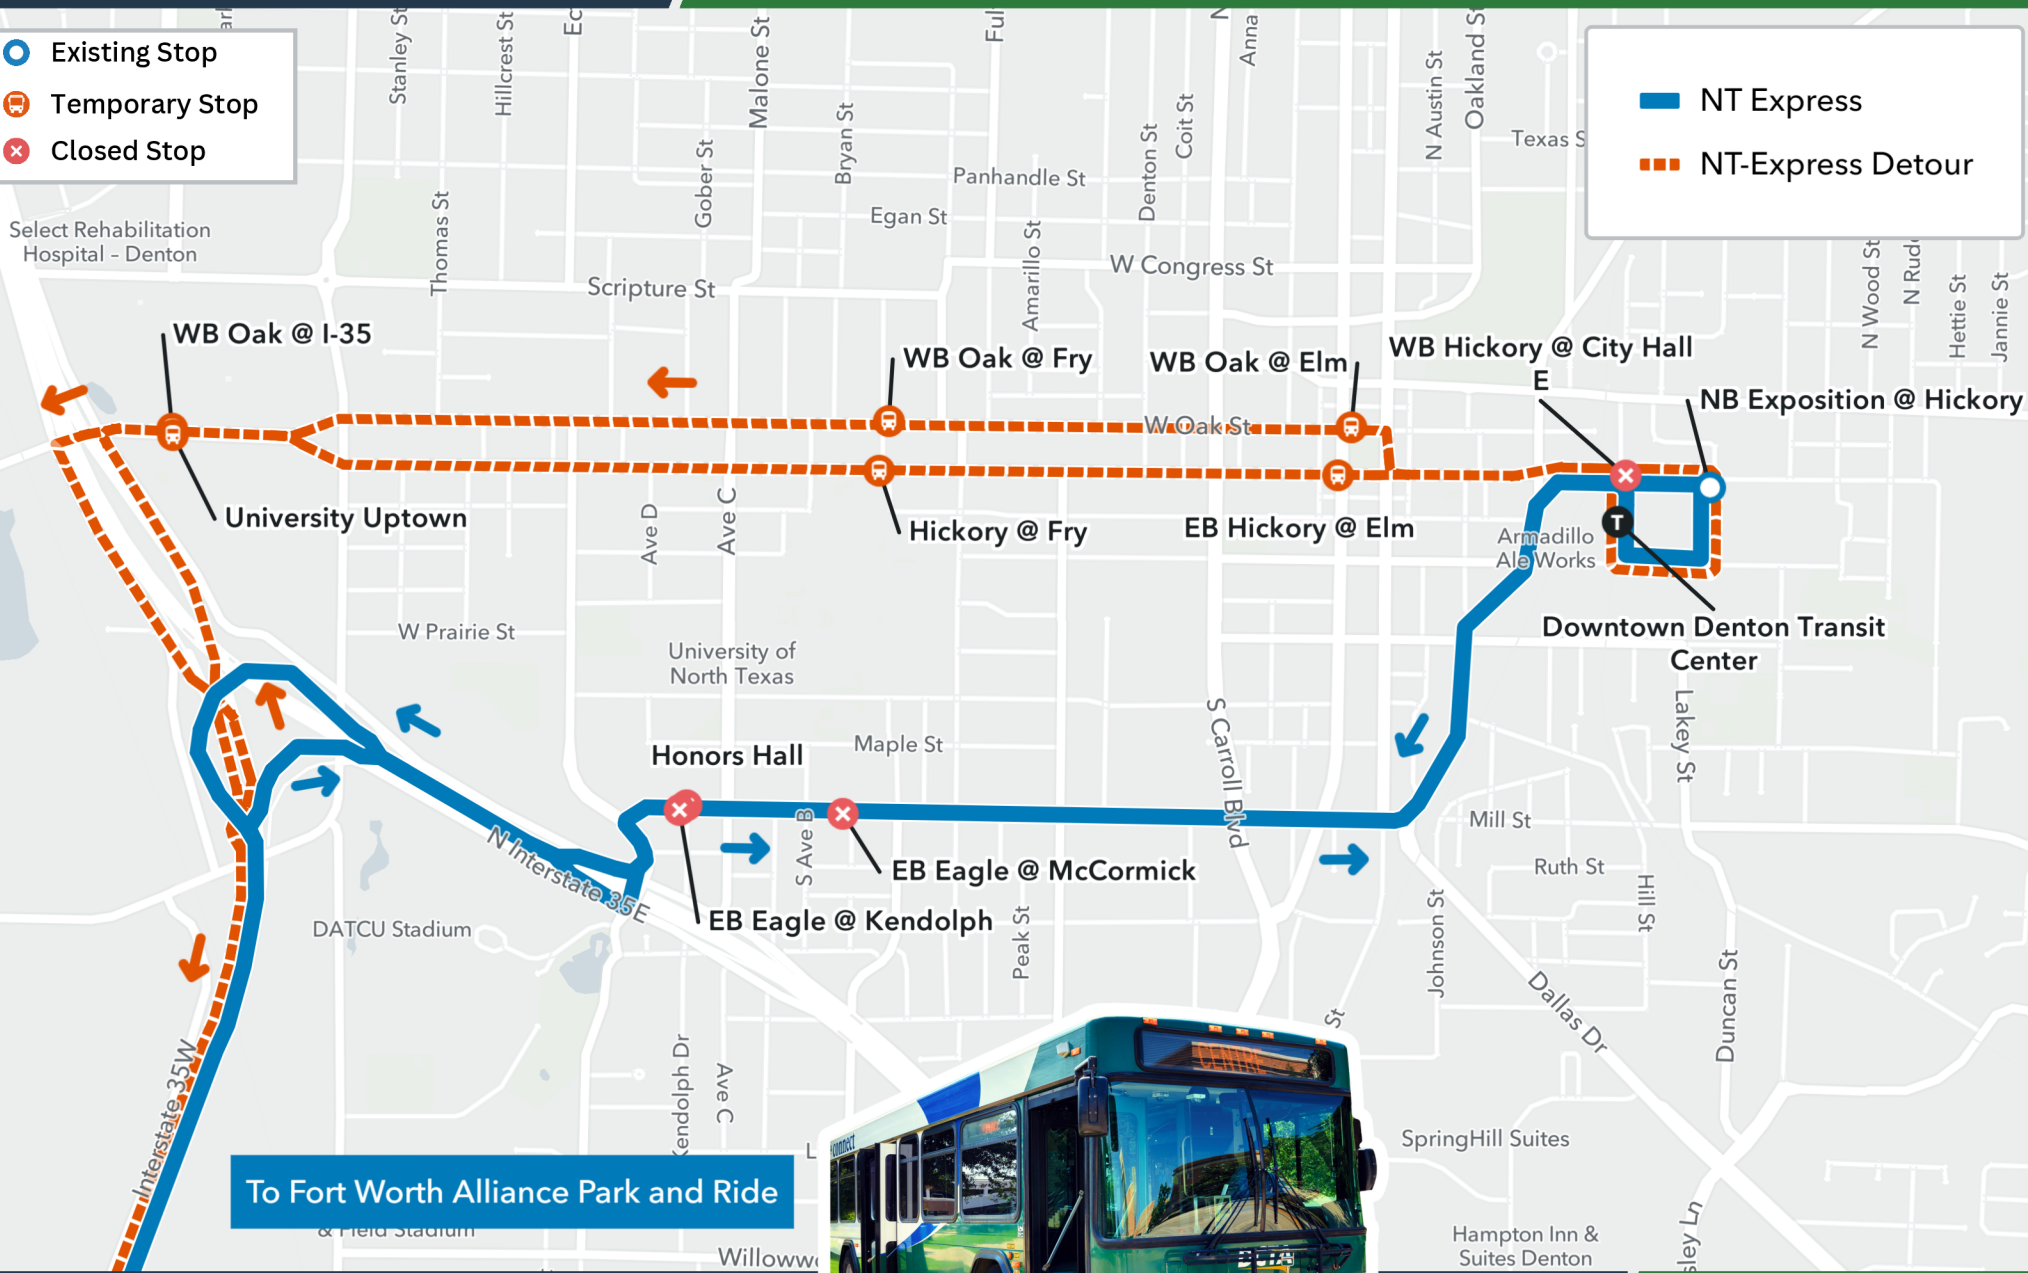 Existing Stop
Temporary Stop
Closed Stop
NT Express
NT-Express Detour
Stanley St
Hillcrest St
Malone St
Gober St
Bryan St
Thomas St
Anna
Coit St
Denton St
N Austin St
Oakland St
Panhandle St
Egan St
Amarillo St
W Congress St
Scripture St
Select Rehabilitation
Hospital – Denton
N Wood St
Hettie St
Jannie St
WB Oak @ I-35
WB Oak @ Fry
WB Oak @ Elm
WB Hickory @ City Hall
E
NB Exposition @ Hickory
W Oak St
University Uptown
Ave D
Ave C
Hickory @ Fry
EB Hickory @ Elm
Armadillo
Ale Works
T
Downtown Denton Transit
Center
W Prairie St
University of
North Texas
S Carroll Blvd
Lakey St
Honors Hall
Maple St
S Ave B
Mill St
Ruth St
Hill St
N Interstate 35E
EB Eagle @ McCormick
EB Eagle @ Kendolph
DATCU Stadium
Peak St
Johnson St
Dallas Dr
Duncan St
St
Interstate 35W
Kendolph Dr
Ave C
connect
SpringHill Suites
To Fort Worth Alliance Park and Ride
& Field Stadium
Hampton Inn &
Suites Denton